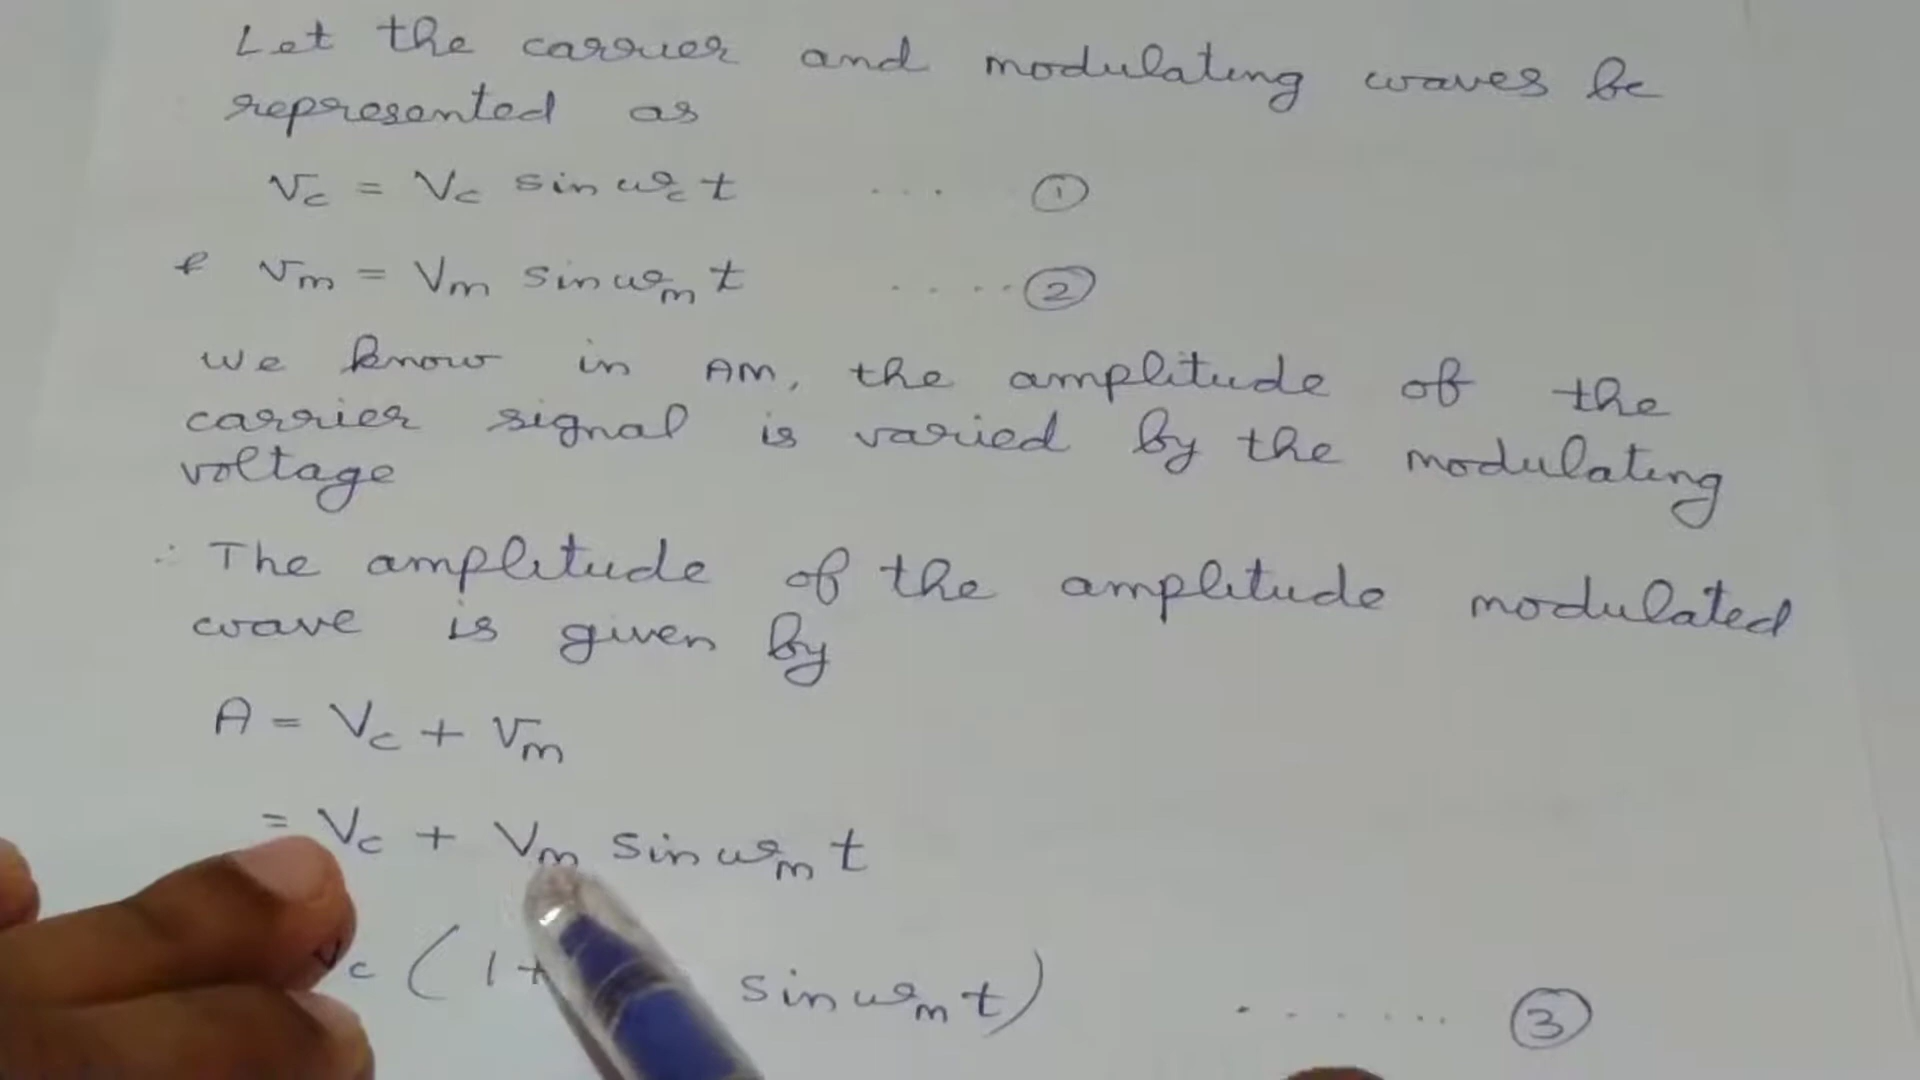 Let the carrier and modulating waves be
represented as
vc = Vc sin ωc t ... ①
& vm = Vm sin ωm t ..... ②
We know in AM, the amplitude of the
carrier signal is varied by the modulating
voltage
∴ The amplitude of the amplitude modulated
wave is given by
A = Vc + vm
= Vc + Vm sin ωm t
Vc ( 1 + sin ωm t ) ....... ③